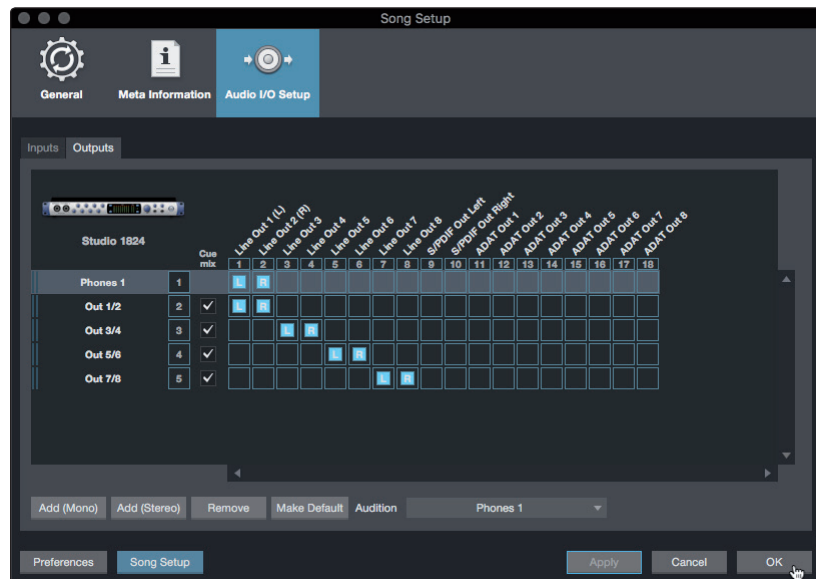 Song Setup
General
Meta Information
Audio I/O Setup
Inputs
Outputs
Studio 1824
Cue mix
Line Out 1 (L)
Line Out 2 (R)
Line Out 3
Line Out 4
Line Out 5
Line Out 6
Line Out 7
Line Out 8
S/PDIF Out Left
S/PDIF Out Right
ADAT Out 1
ADAT Out 2
ADAT Out 3
ADAT Out 4
ADAT Out 5
ADAT Out 6
ADAT Out 7
ADAT Out 8
1 2 3 4 5 6 7 8 9 10 11 12 13 14 15 16 17 18
Phones 1 1 L R
Out 1/2 2 L R
Out 3/4 3 L R
Out 5/6 4 L R
Out 7/8 5 L R
Add (Mono) Add (Stereo) Remove Make Default Audition Phones 1
Preferences Song Setup Apply Cancel OK